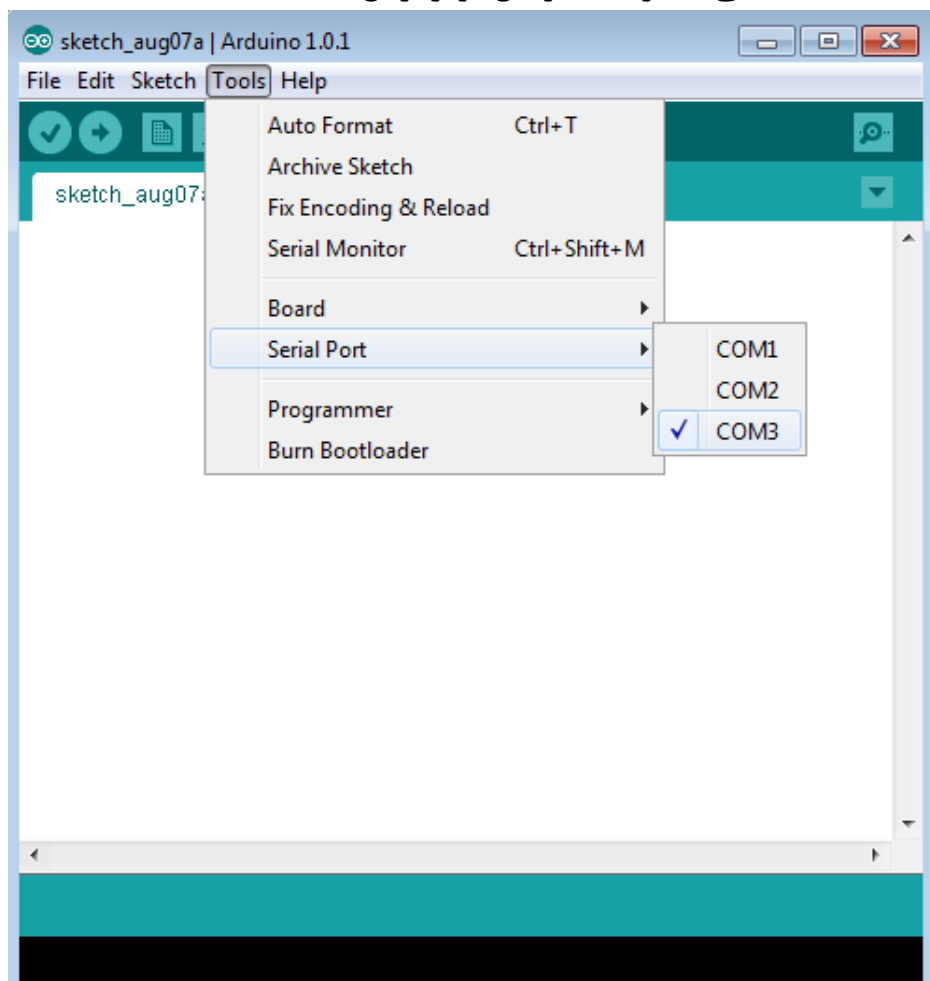 sketch_aug07a | Arduino 1.0.1
File Edit Sketch Tools Help
Auto Format Ctrl+T
Archive Sketch
sketch_aug07a
Fix Encoding & Reload
Serial Monitor Ctrl+Shift+M
Board
Serial Port
COM1
COM2
Programmer
COM3
Burn Bootloader